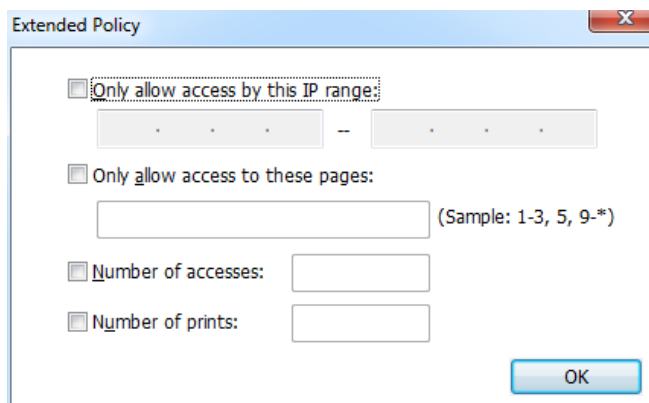 Extended Policy
Only allow access by this IP range:
. . . -- . . .
Only allow access to these pages:
(Sample: 1-3, 5, 9-*)
Number of accesses:
Number of prints:
OK